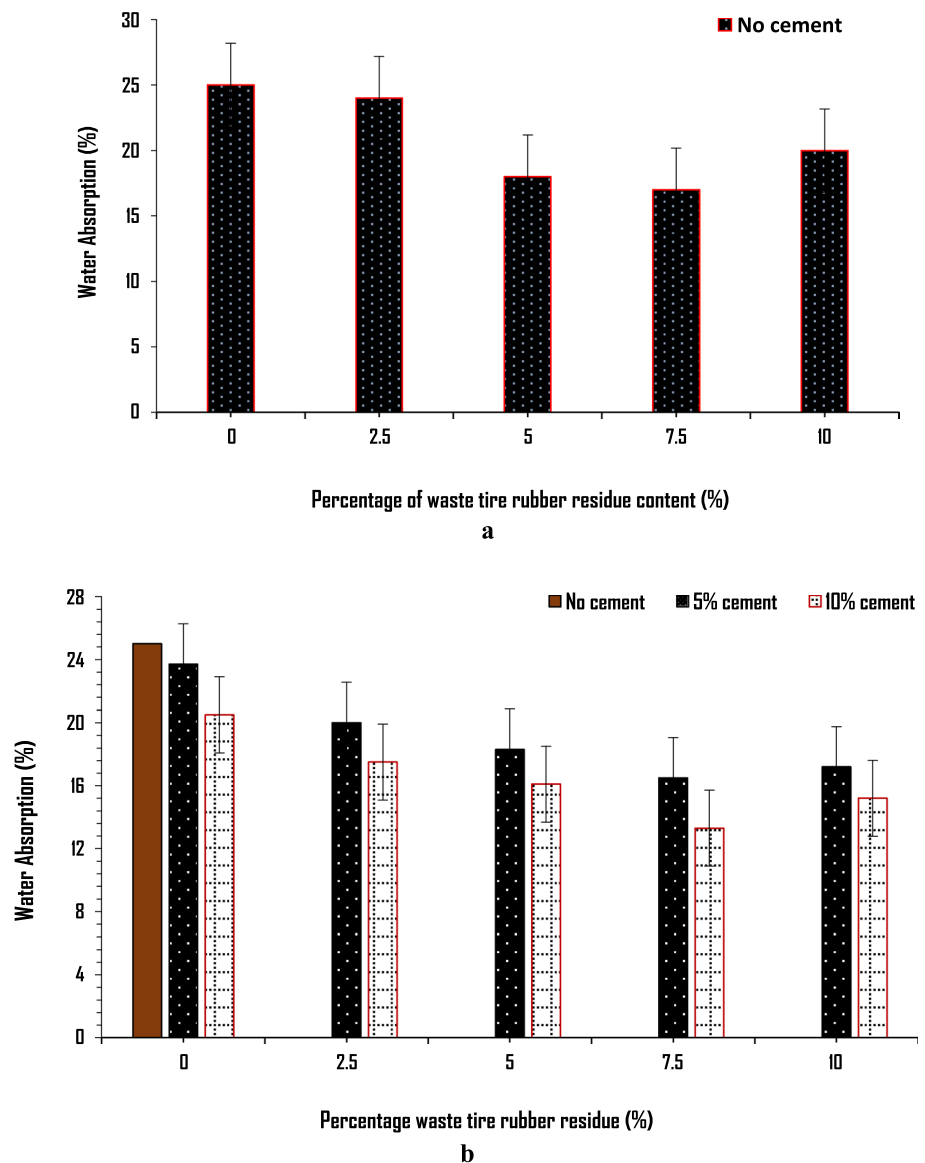 30
No cement
25
20
15
10
5
0
Water Absorption (%)
0 2.5 5 7.5 10
Percentage of waste tire rubber residue content (%)
a
28
No cement 5% cement 10% cement
24
20
16
12
8
4
0
Water Absorption (%)
0 2.5 5 7.5 10
Percentage waste tire rubber residue (%)
b